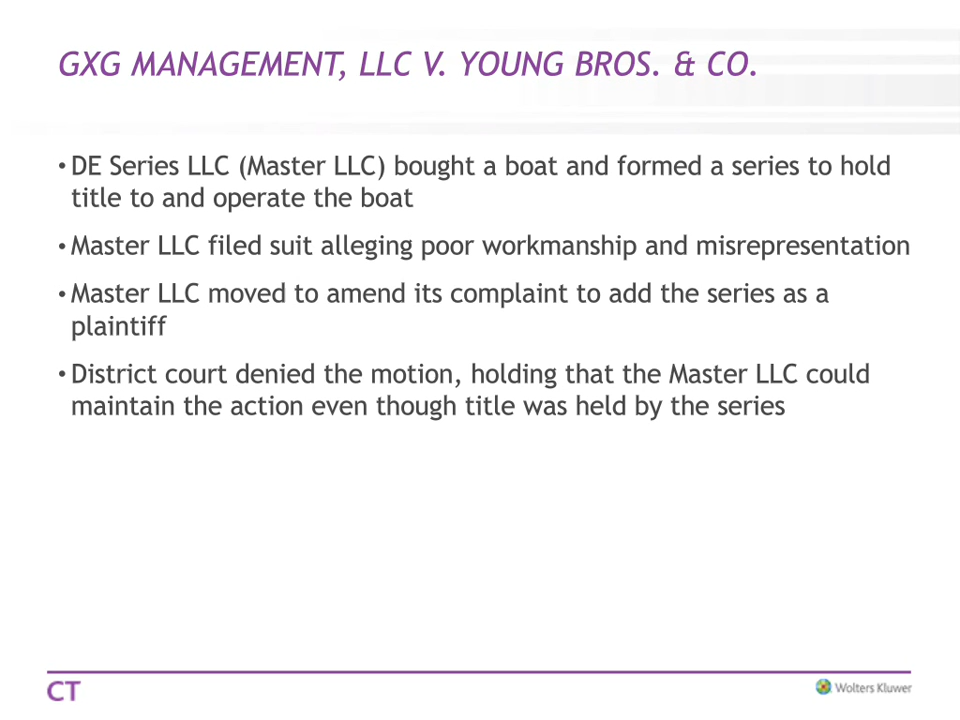 GXG MANAGEMENT, LLC V. YOUNG BROS. & CO.
• DE Series LLC (Master LLC) bought a boat and formed a series to hold
title to and operate the boat
• Master LLC filed suit alleging poor workmanship and misrepresentation
• Master LLC moved to amend its complaint to add the series as a
plaintiff
• District court denied the motion, holding that the Master LLC could
maintain the action even though title was held by the series
CT
Wolters Kluwer